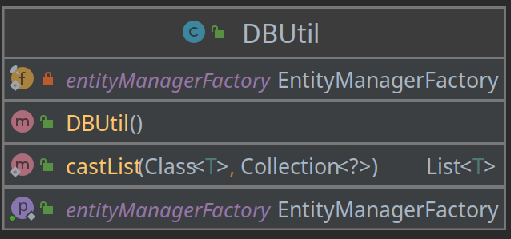 C DBUtil
f entityManagerFactory EntityManagerFactory
m DBUtil()
m castList(Class<T>, Collection<?>) List<T>
p entityManagerFactory EntityManagerFactory